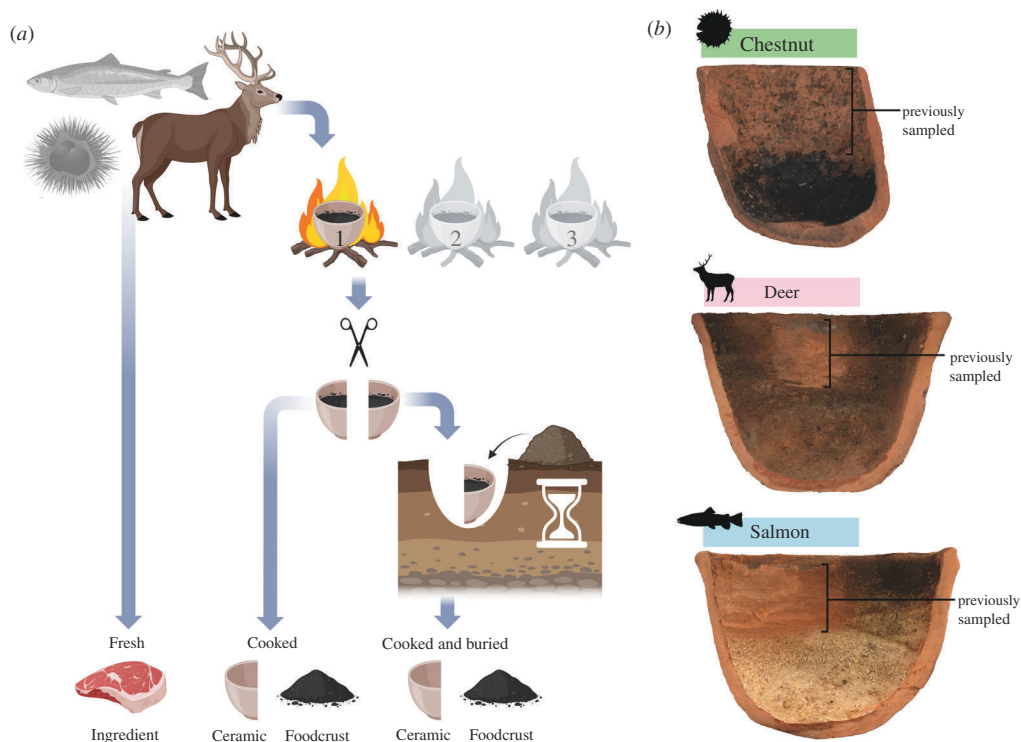 (a)
1
2
3
Fresh
Cooked
Cooked and buried
Ingredient
Ceramic
Foodcrust
Ceramic
Foodcrust
(b)
Chestnut
previously
sampled
Deer
previously
sampled
Salmon
previously
sampled